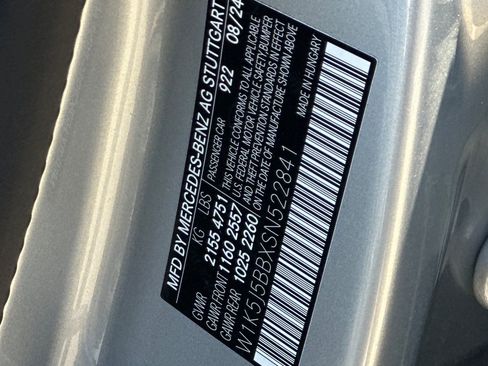 MFD BY MERCEDES-BENZ AG STUTTGART
PASSENGER CAR 922 08/24
KG LBS
GVWR 2155 4751
GAWR FRONT 1160 2557
GAWR REAR 1025 2260
THIS VEHICLE CONFORMS TO ALL APPLICABLE
U.S. FEDERAL MOTOR VEHICLE SAFETY, BUMPER
AND THEFT PREVENTION STANDARDS IN EFFECT
ON THE DATE OF MANUFACTURE SHOWN ABOVE
W1K5J5BBXSN522841
MADE IN HUNGARY